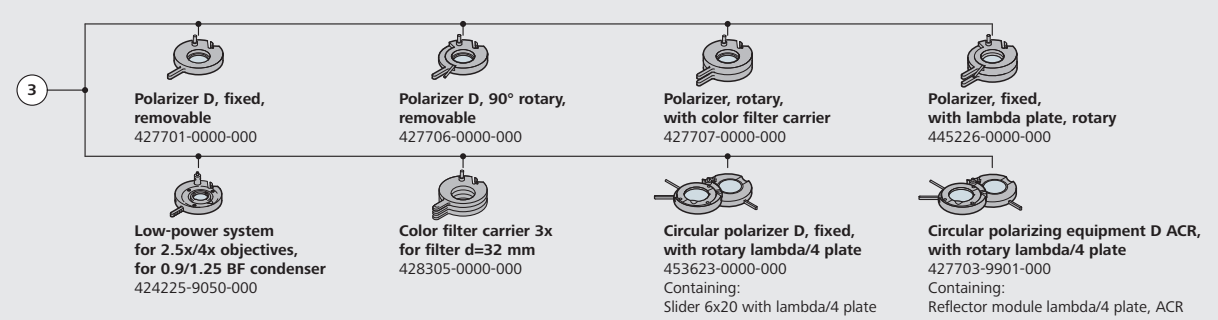 3
Polarizer D, fixed,
removable
427701-0000-000
Polarizer D, 90° rotary,
removable
427706-0000-000
Polarizer, rotary,
with color filter carrier
427707-0000-000
Polarizer, fixed,
with lambda plate, rotary
445226-0000-000
Low-power system
for 2.5x/4x objectives,
for 0.9/1.25 BF condenser
424225-9050-000
Color filter carrier 3x
for filter d=32 mm
428305-0000-000
Circular polarizer D, fixed,
with rotary lambda/4 plate
453623-0000-000
Containing:
Slider 6x20 with lambda/4 plate
Circular polarizing equipment D ACR,
with rotary lambda/4 plate
427703-9901-000
Containing:
Reflector module lambda/4 plate, ACR